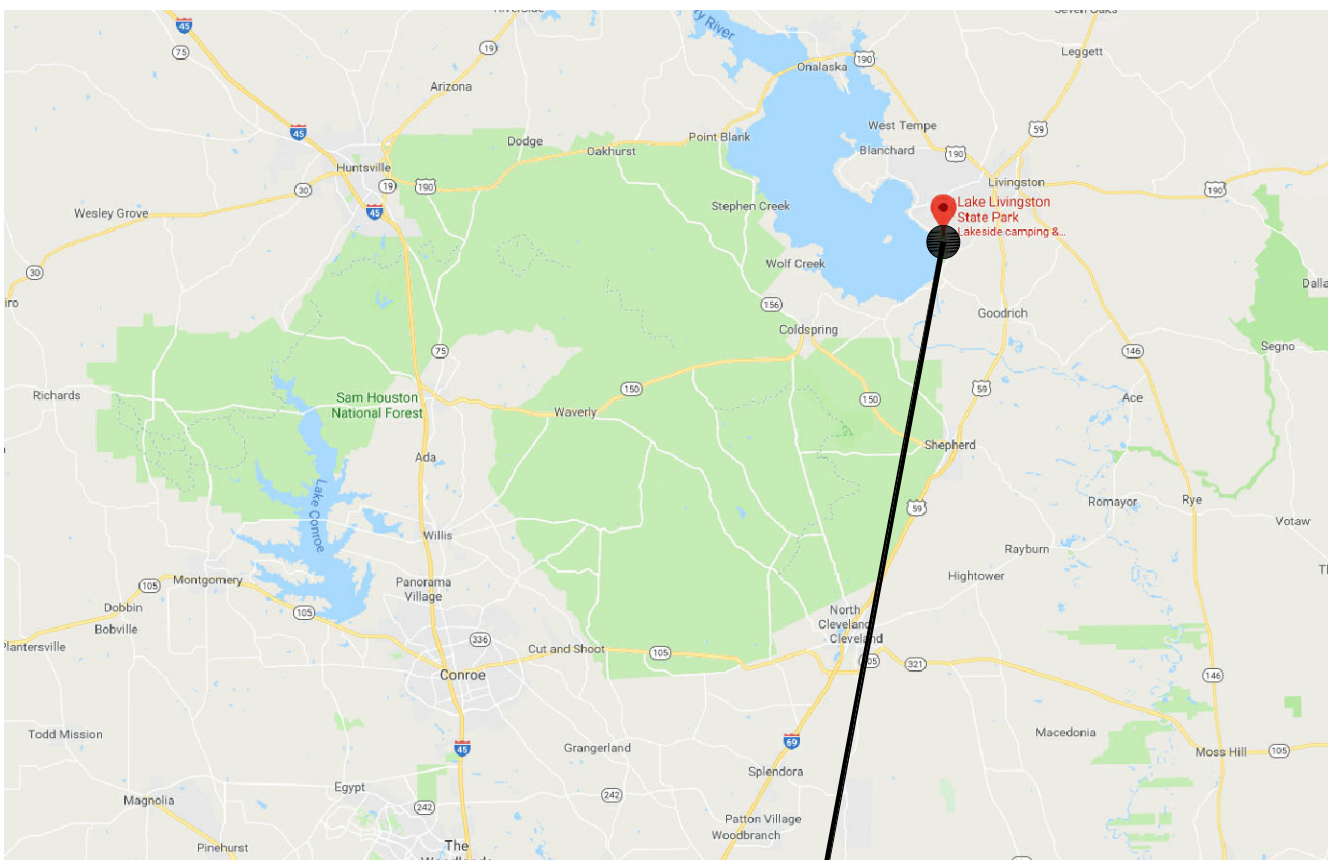 45
Riverside
ry River
Seven Oaks
75
19
Leggett
190
Onalaska
Arizona
45
Dodge
Oakhurst
Point Blank
West Tempe
59
Blanchard
190
Huntsville
30
19
190
Livingston
190
Wesley Grove
45
Stephen Creek
Lake Livingston
State Park
Lakeside camping &...
30
Wolf Creek
Dalla
iro
156
Goodrich
Coldspring
75
146
Segno
Richards
Sam Houston
National Forest
150
59
Waverly
150
Ace
Ada
Shepherd
Lake Conroe
59
Romayor
Rye
Votaw
Willis
Rayburn
105
Montgomery
Panorama
Village
Hightower
Dobbin
105
North
Cleveland
Bobville
336
Cleveland
Plantersville
Cut and Shoot
105
105
321
Conroe
146
Todd Mission
45
Grangerland
69
Macedonia
Moss Hill
105
Splendora
Egypt
Magnolia
242
242
Patton Village
Woodbranch
Pinehurst
The
Woodlands